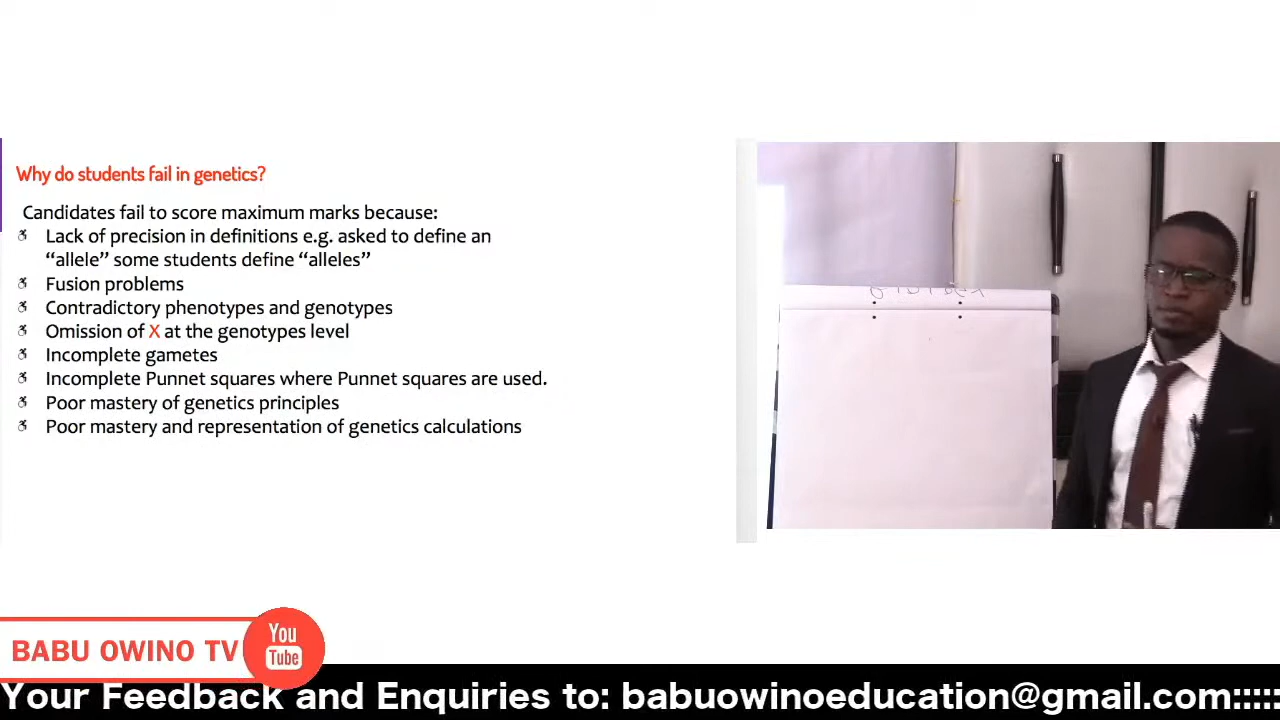 Why do students fail in genetics?
Candidates fail to score maximum marks because:
Lack of precision in definitions e.g. asked to define an
“allele” some students define “alleles”
Fusion problems
Contradictory phenotypes and genotypes
Omission of X at the genotypes level
Incomplete gametes
Incomplete Punnet squares where Punnet squares are used.
Poor mastery of genetics principles
Poor mastery and representation of genetics calculations
BABU OWINO TV
You
Tube
Your Feedback and Enquiries to: babuowinoeducation@gmail.com:::::